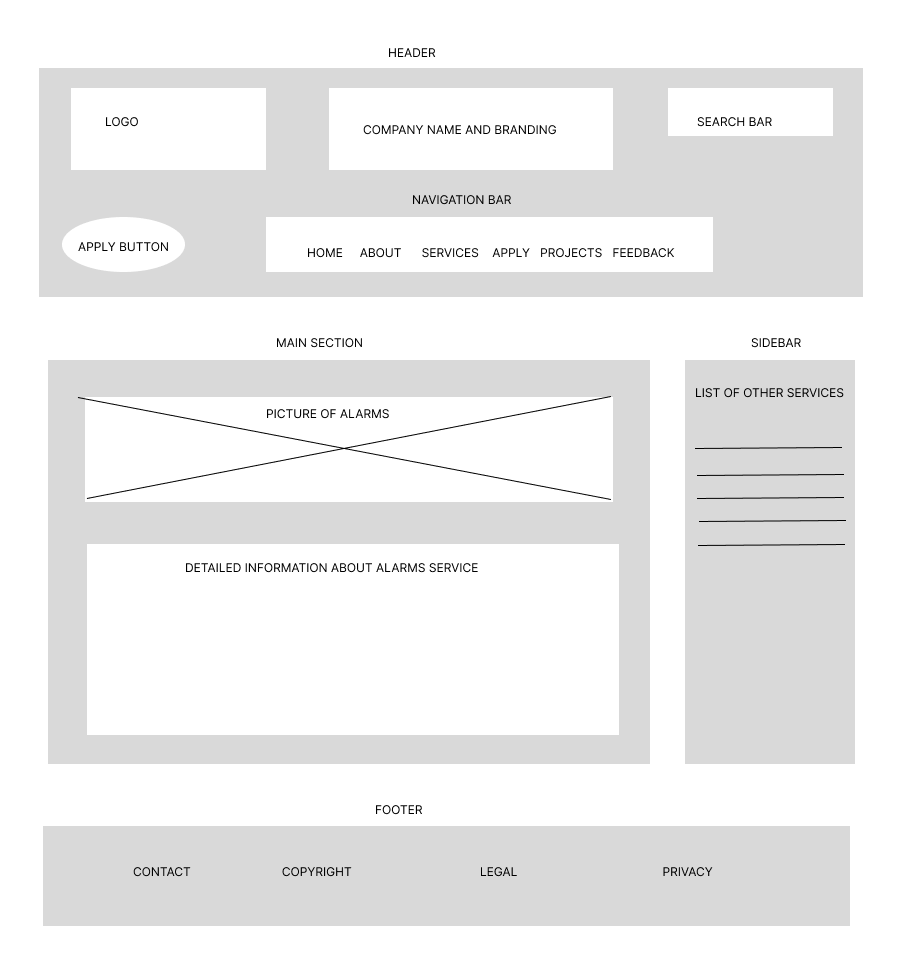 HEADER
LOGO
COMPANY NAME AND BRANDING
SEARCH BAR
NAVIGATION BAR
APPLY BUTTON
HOME ABOUT SERVICES APPLY PROJECTS FEEDBACK
MAIN SECTION
SIDEBAR
PICTURE OF ALARMS
LIST OF OTHER SERVICES
DETAILED INFORMATION ABOUT ALARMS SERVICE
FOOTER
CONTACT COPYRIGHT LEGAL PRIVACY